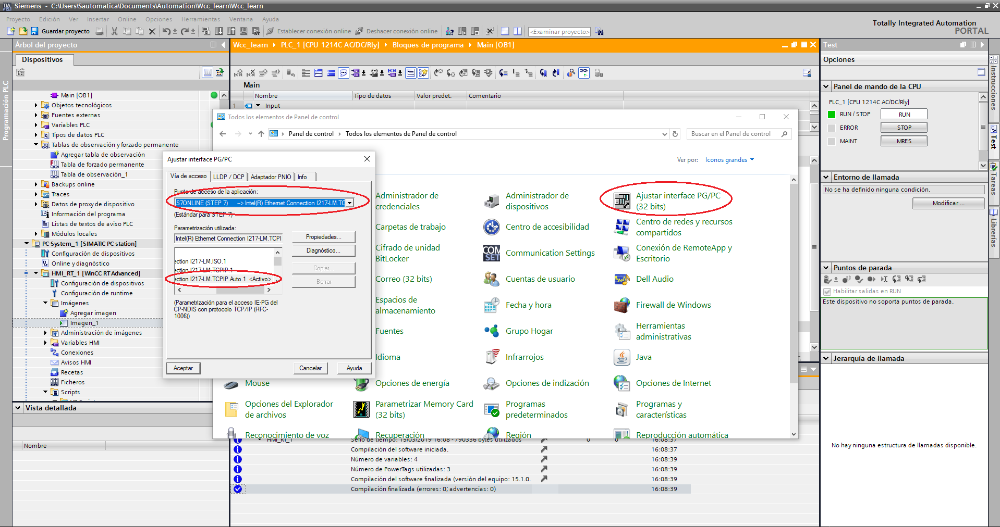 Siemens - C:\Users\Sautomatica\Documents\Automation\Wcc_learn\Wcc_learn
Proyecto Edición Ver Insertar Online Opciones Herramientas Ventana Ayuda
Totally Integrated Automation
PORTAL
Guardar proyecto
Establecer conexión online
Deshacer conexión online
<Examinar proyecto>
Árbol del proyecto
Dispositivos
Programación PLC
Main [OB1]
Objetos tecnológicos
Fuentes externas
Variables PLC
Tipos de datos PLC
Tablas de observación y forzado permanente
Agregar tabla de observación
Tabla de forzado permanente
Tabla de observación_1
Backups online
Traces
Datos de proxy de dispositivo
Información del programa
Listas de textos de aviso PLC
Módulos locales
PC-System_1 [SIMATIC PC station]
Configuración de dispositivos
Online y diagnóstico
HMI_RT_1 [WinCC RT Advanced]
Configuración de dispositivos
Configuración de runtime
Imágenes
Agregar imagen
Imagen_1
Administración de imágenes
Variables HMI
Conexiones
Avisos HMI
Recetas
Ficheros
Scripts
Vista detallada
Nombre
Wcc_learn PLC_1 [CPU 1214C AC/DC/Rly] Bloques de programa Main [OB1]
Main
Nombre Tipo de datos Valor predet. Comentario
1 Input
Todos los elementos de Panel de control
Panel de control Todos los elementos de Panel de control
Buscar en el Panel de control
Ver por: Iconos grandes
Administrador de credenciales
Administrador de dispositivos
Ajustar interface PG/PC (32 bits)
Carpetas de trabajo
Centro de accesibilidad
Centro de redes y recursos compartidos
Cifrado de unidad BitLocker
COM SET
Communication Settings
Conexión de RemoteApp y Escritorio
Correo (32 bits)
Cuentas de usuario
Dell Audio
Espacios de almacenamiento
Fecha y hora
Firewall de Windows
Fuentes
Grupo Hogar
Herramientas administrativas
Idioma
Infrarrojos
Java
Mouse
Opciones de energía
Opciones de indización
Opciones de Internet
Opciones del Explorador de archivos
Parametrizar Memory Card (32 bits)
Programas predeterminados
Programas y características
Reconocimiento de voz
Recuperación
Región
Reproducción automática
Ajustar interface PG/PC
Vía de acceso LLDP / DCP Adaptador PNIO Info
Punto de acceso de la aplicación:
S7ONLINE (STEP 7) --> Intel(R) Ethernet Connection I217-LM.TC
(Estándar para STEP 7)
Parametrización utilizada:
Intel(R) Ethernet Connection I217-LM.TCPI
Propiedades...
Diagnóstico...
Copiar...
Borrar
ection I217-LM.ISO.1
ection I217-LM.TCPIP.1
ection I217-LM.TCPIP.Auto.1 <Activo>
(Parametrización para el acceso IE-PG del
CP-NDIS con protocolo TCP/IP (RFC-
1006))
Aceptar Cancelar Ayuda
HMI_RT_1 Sello de tiempo: 15/03/2019 16:08 - 790336 bytes utilizados 0 0 16:08:37
Compilación del software iniciada. 16:08:37
Número de variables: 4 16:08:39
Número de PowerTags utilizadas: 3 16:08:39
Compilación del software finalizada (versión del equipo: 15.1.0. 16:08:39
Compilación finalizada (errores: 0; advertencias: 0) 16:08:39
Test
Opciones
Panel de mando de la CPU
PLC_1 [CPU 1214C AC/DC/Rly]
RUN / STOP RUN
ERROR STOP
MAINT MRES
Entorno de llamada
No se ha definido ninguna condición.
Modificar ...
Puntos de parada
Habilitar salidas en RUN
Este dispositivo no soporta puntos de parada.
Jerarquía de llamada
No hay ninguna estructura de llamadas disponible.
Instrucciones
Test
Tareas
Librerías